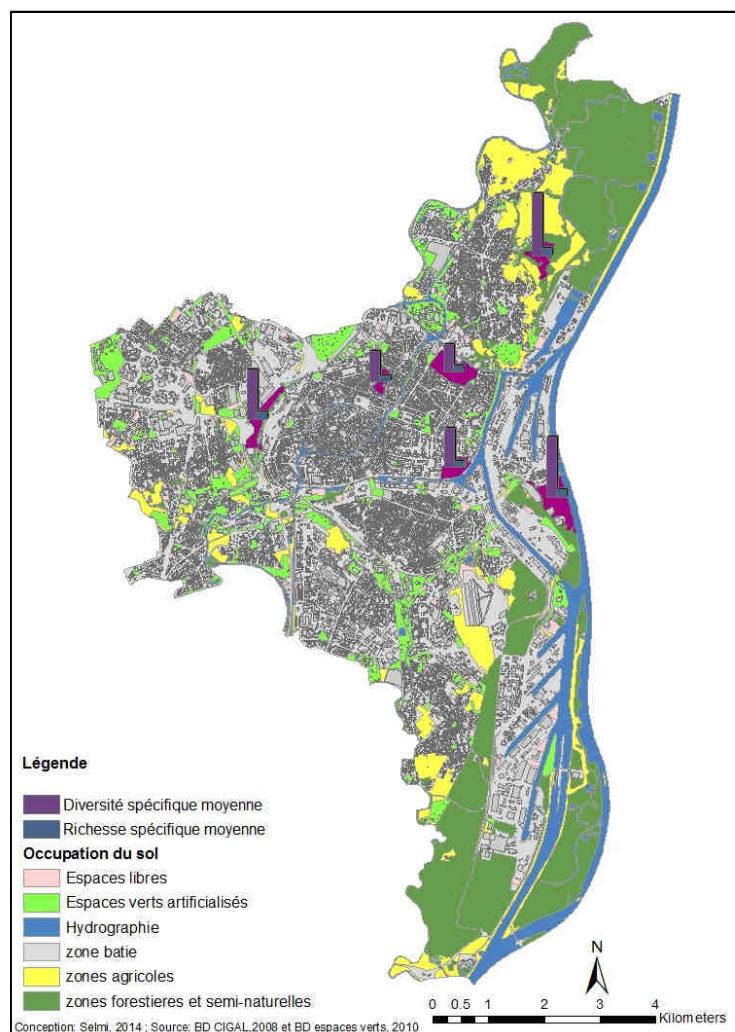 N
Légende
Diversité spécifique moyenne
Richesse spécifique moyenne
Occupation du sol
Espaces libres
Espaces verts artificialisés
Hydrographie
zone batie
zones agricoles
zones forestieres et semi-naturelles
0 0.5 1 2 3 4
Kilometers
Conception: Selmi, 2014 ; Source: BD CIGAL,2008 et BD espaces verts, 2010